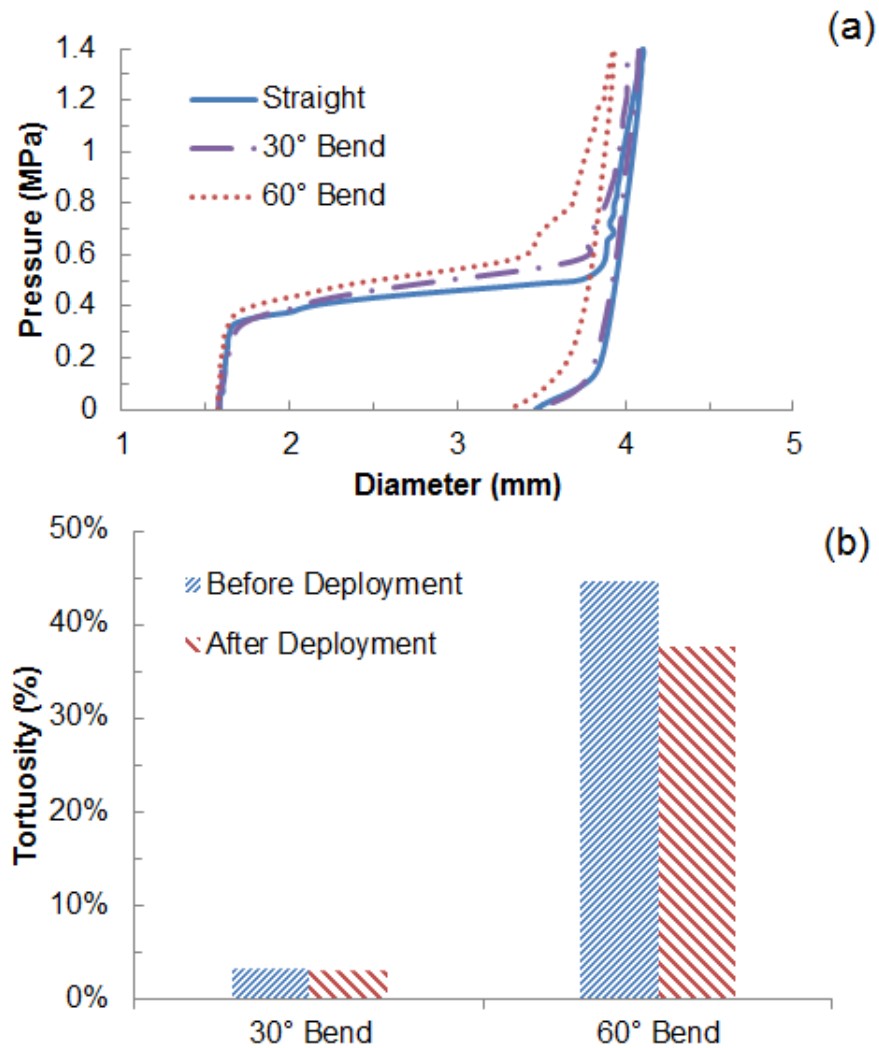 (a)
1.4
1.2
1
0.8
0.6
0.4
0.2
0
Pressure (MPa)
Straight
30° Bend
60° Bend
1 2 3 4 5
Diameter (mm)
(b)
50%
40%
30%
20%
10%
0%
Tortuosity (%)
Before Deployment
After Deployment
30° Bend 60° Bend